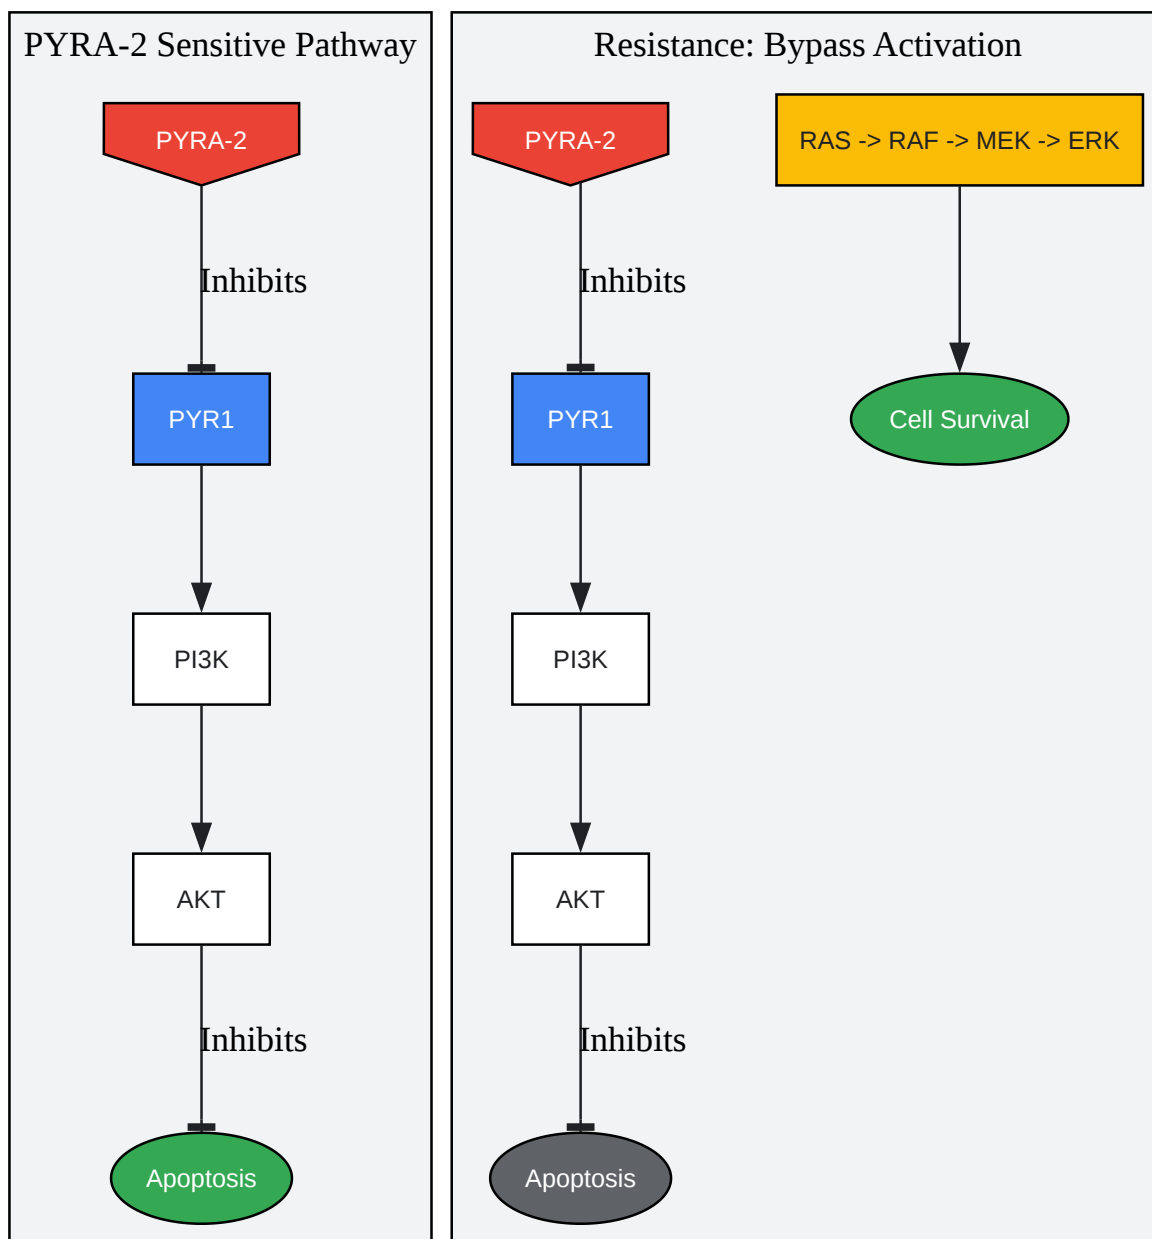 PYRA-2 Sensitive Pathway
PYRA-2
Inhibits
PYR1
PI3K
AKT
Inhibits
Apoptosis
Resistance: Bypass Activation
PYRA-2
Inhibits
PYR1
PI3K
AKT
Inhibits
Apoptosis
RAS -> RAF -> MEK -> ERK
Cell Survival